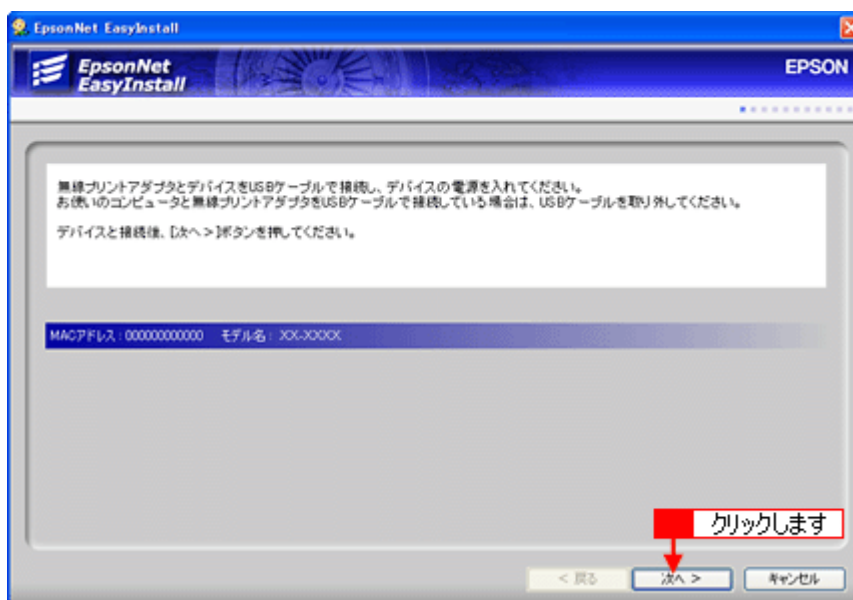 EpsonNet EasyInstall
EpsonNet
EasyInstall
EPSON
無線プリントアダプタとデバイスをUSBケーブルで接続し、デバイスの電源を入れてください。
お使いのコンピュータと無線プリントアダプタをUSBケーブルで接続している場合は、USBケーブルを取り外してください。
デバイスと接続後、[次へ>]ボタンを押してください。
MACアドレス:000000000000 モデル名: XX-XXXX
クリックします
< 戻る 次へ > キャンセル